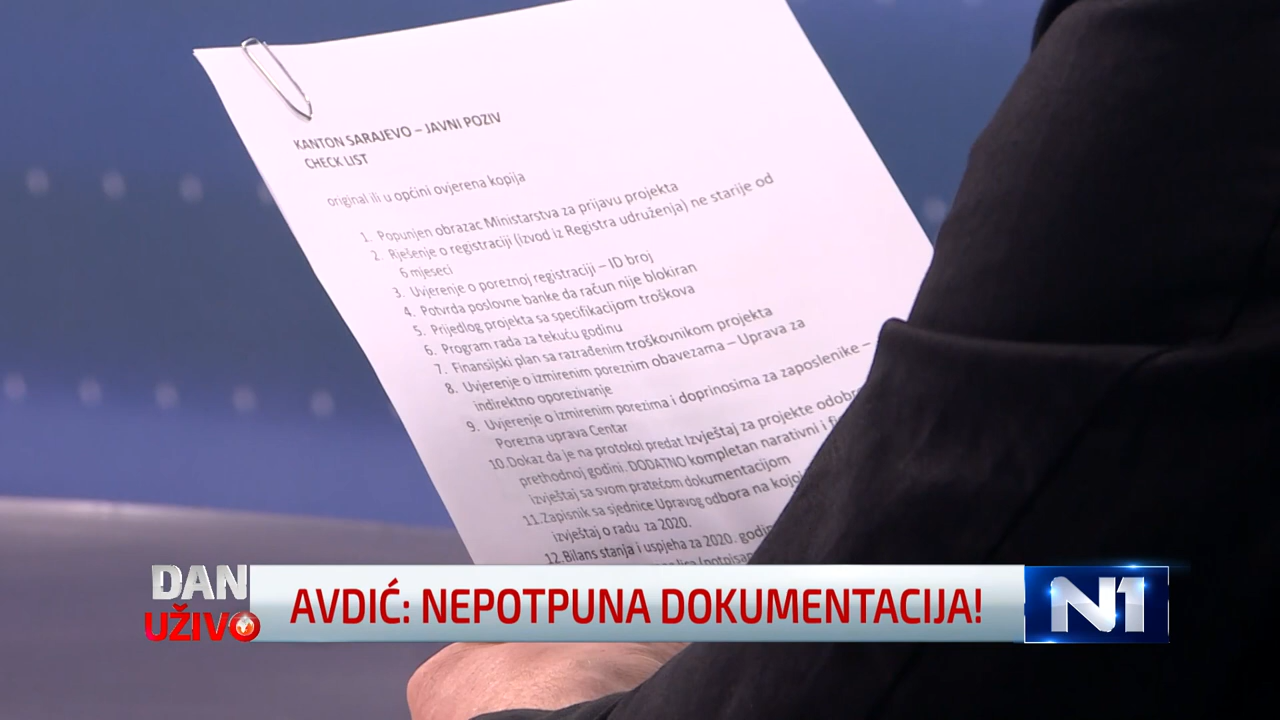 KANTON SARAJEVO – JAVNI POZIV
CHECK LIST
original ili u općini ovjerena kopija
1. Popunjen obrazac Ministarstva za prijavu projekta
2. Rješenje o registraciji (izvod iz Registra udruženja) ne starije od
6 mjeseci
3. Uvjerenje o poreznoj registraciji – ID broj
4. Potvrda poslovne banke da račun nije blokiran
5. Prijedlog projekta sa specifikacijom troškova
6. Program rada za tekuću godinu
7. Finansijski plan sa razrađenim troškovnikom projekta
8. Uvjerenje o izmirenim poreznim obavezama – Uprava za
indirektno oporezivanje
9. Uvjerenje o izmirenim porezima i doprinosima za zaposlenike –
Porezna uprava Centar
10. Dokaz da je na protokol predat Izvještaj za projekte
prethodnoj godini. DODATNO kompletan narativni i
izvještaj sa svom pratećom dokumentacijom
11. Zapisnik sa sjednice Upravnog odbora na
izvještaj o radu za 2020.
12. Bilans stanja i uspjeha za 2020.
DAN
UŽIVO
AVDIĆ: NEPOTPUNA DOKUMENTACIJA!
N1